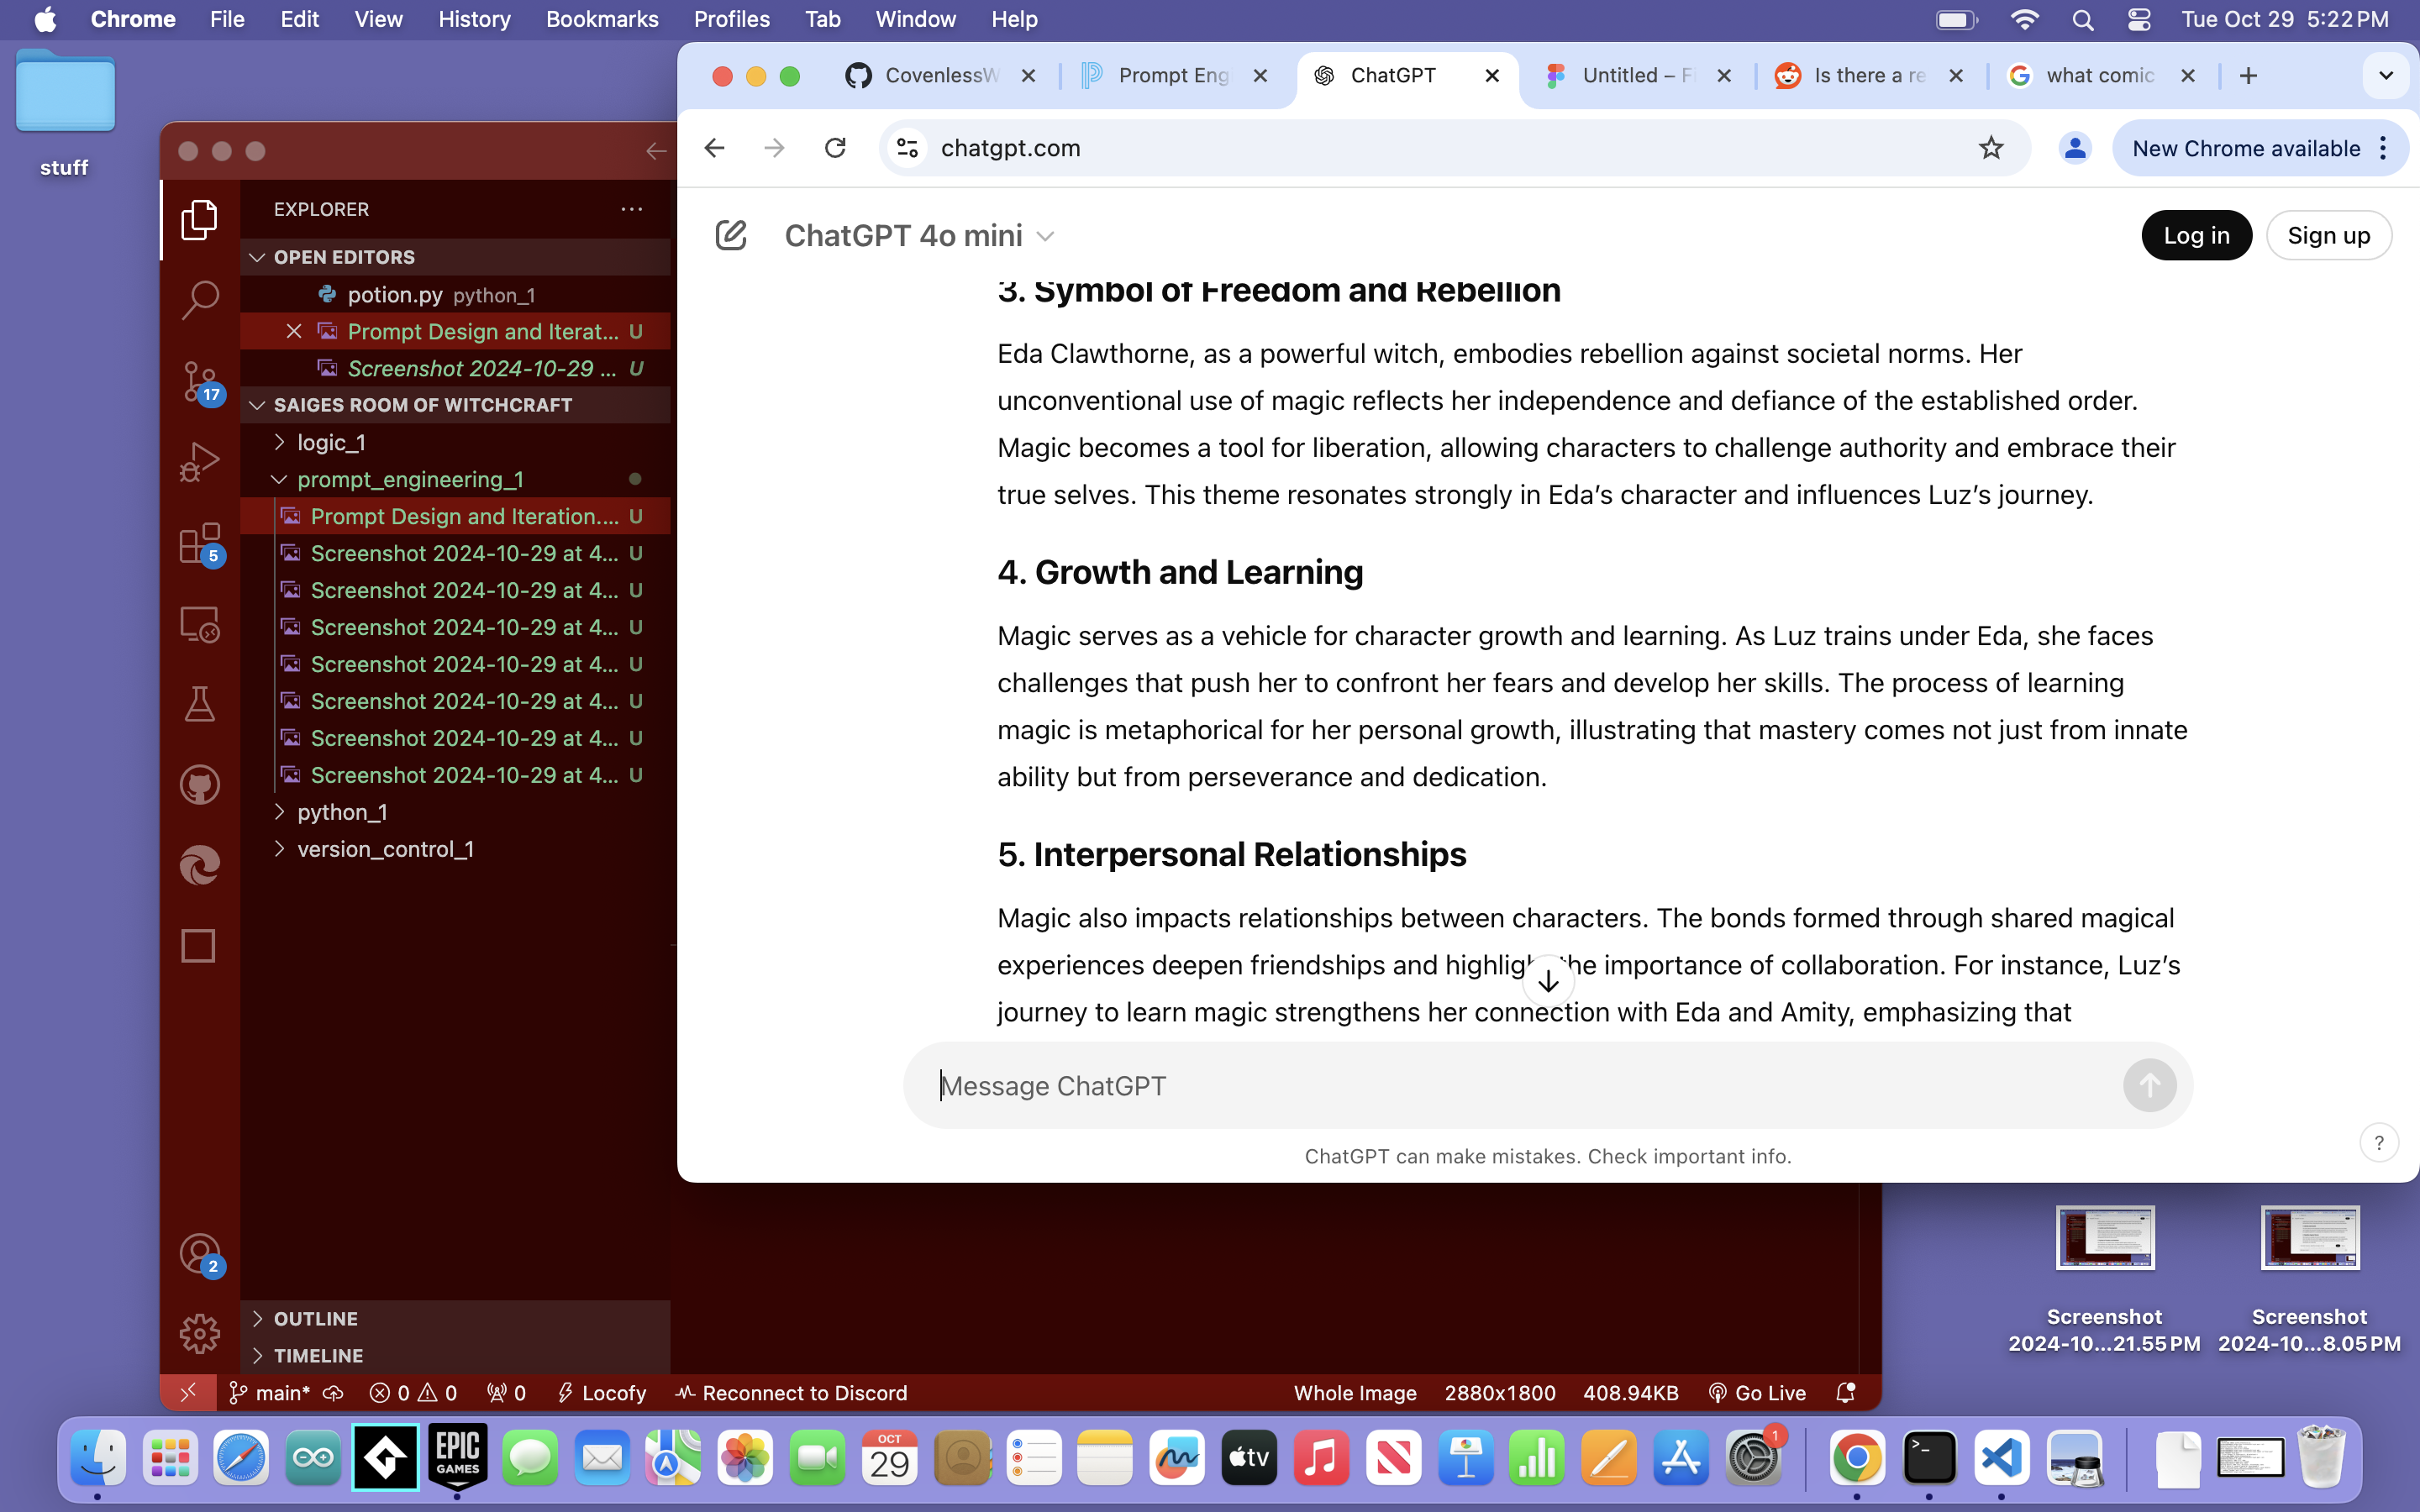 Chrome File Edit View History Bookmarks Profiles Tab Window Help
Tue Oct 29 5:22 PM
stuff
CovenlessW
Prompt Eng
ChatGPT
Untitled – Fi
Is there a re
what comic
chatgpt.com
New Chrome available
ChatGPT 4o mini
Log in
Sign up
EXPLORER
OPEN EDITORS
potion.py python_1
Prompt Design and Iterat... U
Screenshot 2024-10-29 ... U
SAIGES ROOM OF WITCHCRAFT
logic_1
prompt_engineering_1
Prompt Design and Iteration.... U
Screenshot 2024-10-29 at 4... U
Screenshot 2024-10-29 at 4... U
Screenshot 2024-10-29 at 4... U
Screenshot 2024-10-29 at 4... U
Screenshot 2024-10-29 at 4... U
Screenshot 2024-10-29 at 4... U
Screenshot 2024-10-29 at 4... U
python_1
version_control_1
17
5
2
OUTLINE
TIMELINE
3. Symbol of Freedom and Rebellion
Eda Clawthorne, as a powerful witch, embodies rebellion against societal norms. Her
unconventional use of magic reflects her independence and defiance of the established order.
Magic becomes a tool for liberation, allowing characters to challenge authority and embrace their
true selves. This theme resonates strongly in Eda’s character and influences Luz’s journey.
4. Growth and Learning
Magic serves as a vehicle for character growth and learning. As Luz trains under Eda, she faces
challenges that push her to confront her fears and develop her skills. The process of learning
magic is metaphorical for her personal growth, illustrating that mastery comes not just from innate
ability but from perseverance and dedication.
5. Interpersonal Relationships
Magic also impacts relationships between characters. The bonds formed through shared magical
experiences deepen friendships and highlight the importance of collaboration. For instance, Luz’s
journey to learn magic strengthens her connection with Eda and Amity, emphasizing that
Message ChatGPT
ChatGPT can make mistakes. Check important info.
?
Screenshot
2024-10...21.55 PM
Screenshot
2024-10...8.05 PM
main* 0 0 0 Locofy Reconnect to Discord
Whole Image 2880x1800 408.94KB Go Live
EPIC
GAMES
OCT
29
tv
1